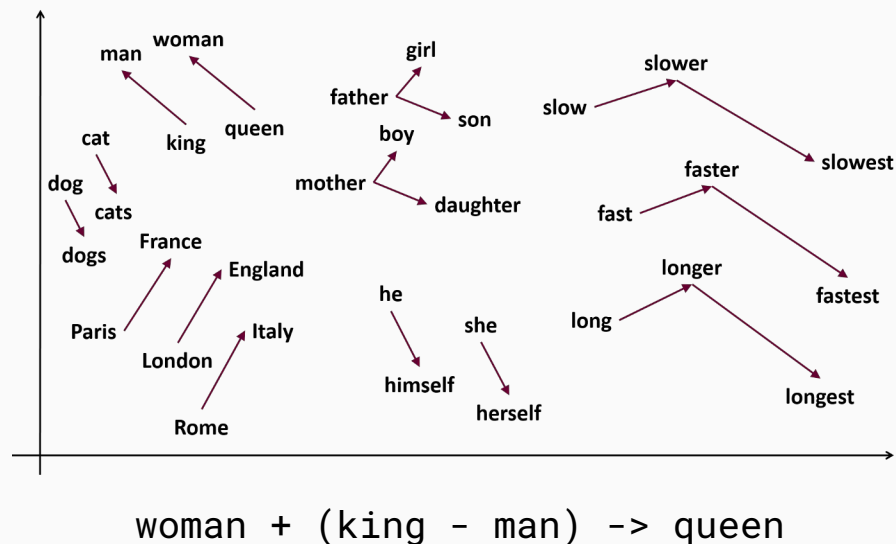 man
woman
king
queen
cat
cats
dog
dogs
girl
father
son
boy
mother
daughter
slower
slow
slowest
faster
fast
fastest
longer
long
longest
France
Paris
England
London
Italy
Rome
he
himself
she
herself
woman + (king - man) -> queen